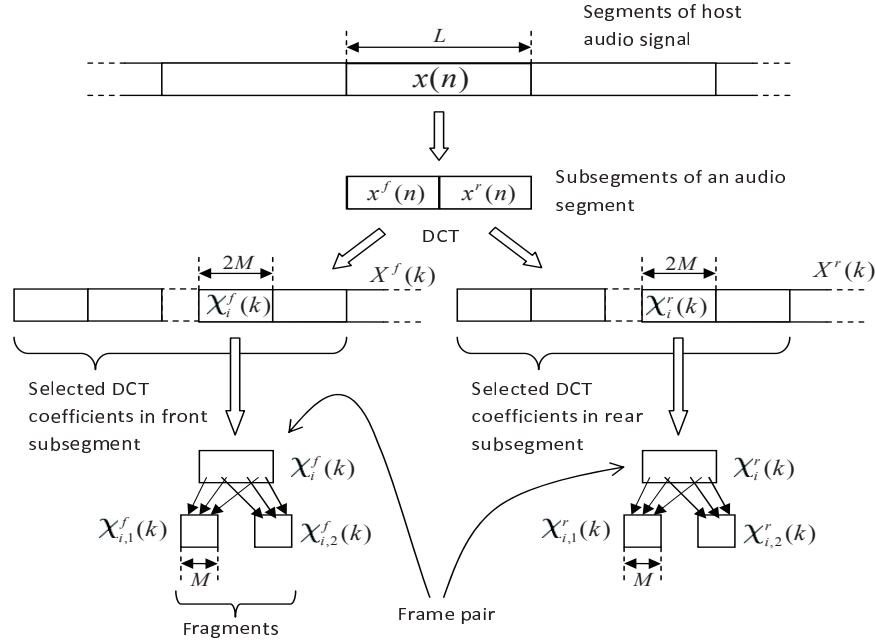 Segments of host
audio signal
L
x(n)
x^f(n)
x^r(n)
Subsegments of an audio
segment
DCT
2M
X^f(k)
χ_i^f(k)
2M
X^r(k)
χ_i^r(k)
Selected DCT
coefficients in front
subsegment
Selected DCT
coefficients in rear
subsegment
χ_i^f(k)
χ_i^r(k)
χ_{i,1}^f(k)
χ_{i,2}^f(k)
χ_{i,1}^r(k)
χ_{i,2}^r(k)
M
M
Frame pair
Fragments